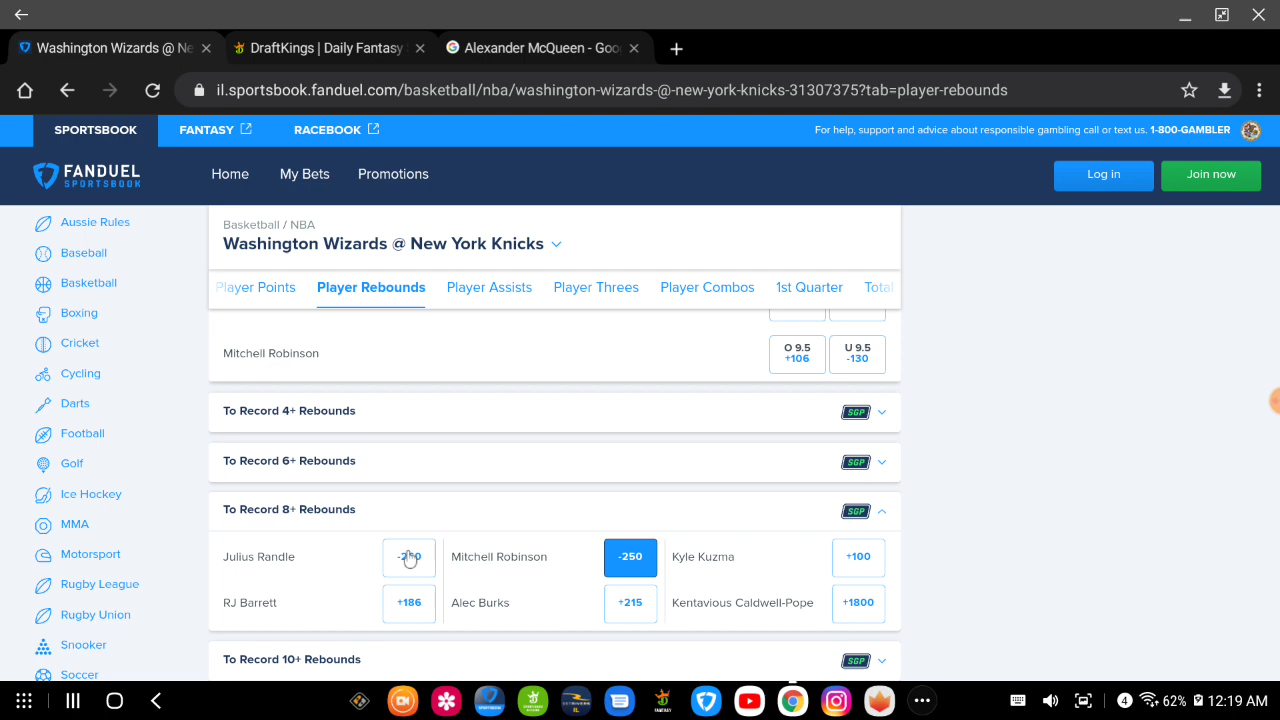 Washington Wizards @ Ne
DraftKings | Daily Fantasy
Alexander McQueen - Goo
il.sportsbook.fanduel.com/basketball/nba/washington-wizards-@-new-york-knicks-31307375?tab=player-rebounds
SPORTSBOOK
FANTASY
RACEBOOK
For help, support and advice about responsible gambling call or text us. 1-800-GAMBLER
FANDUEL
SPORTSBOOK
Home
My Bets
Promotions
Log in
Join now
Aussie Rules
Baseball
Basketball
Boxing
Cricket
Cycling
Darts
Football
Golf
Ice Hockey
MMA
Motorsport
Rugby League
Rugby Union
Snooker
Soccer
Basketball / NBA
Washington Wizards @ New York Knicks
Player Points
Player Rebounds
Player Assists
Player Threes
Player Combos
1st Quarter
Total
Mitchell Robinson
O 9.5
+106
U 9.5
-130
To Record 4+ Rebounds
SGP
To Record 6+ Rebounds
SGP
To Record 8+ Rebounds
SGP
Julius Randle
Mitchell Robinson
-250
Kyle Kuzma
+100
RJ Barrett
+186
Alec Burks
+215
Kentavious Caldwell-Pope
+1800
To Record 10+ Rebounds
SGP
4
62%
12:19 AM